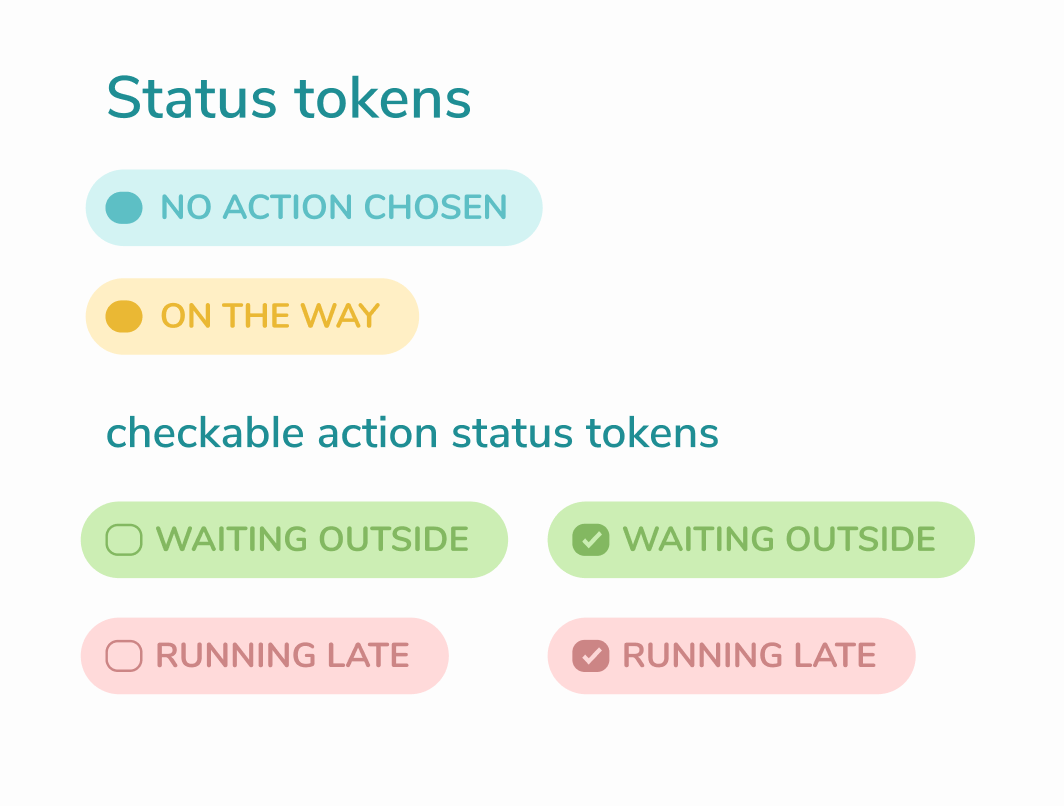 Status tokens
NO ACTION CHOSEN
ON THE WAY
checkable action status tokens
WAITING OUTSIDE
WAITING OUTSIDE
RUNNING LATE
RUNNING LATE